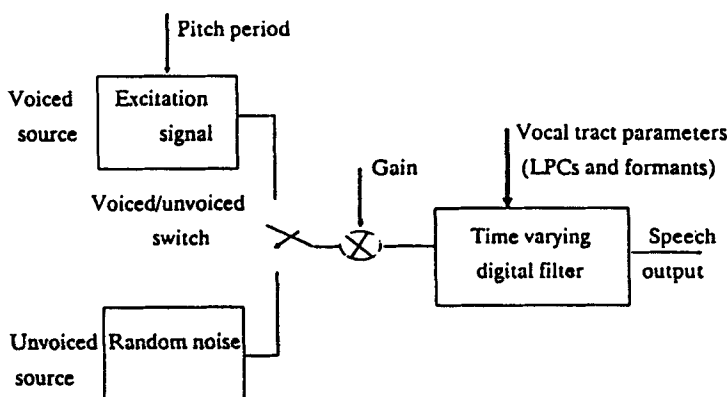 Pitch period
Voiced
source
Excitation
signal
Vocal tract parameters
(LPCs and formants)
Gain
Voiced/unvoiced
switch
Time varying
digital filter
Speech
output
Unvoiced
source
Random noise